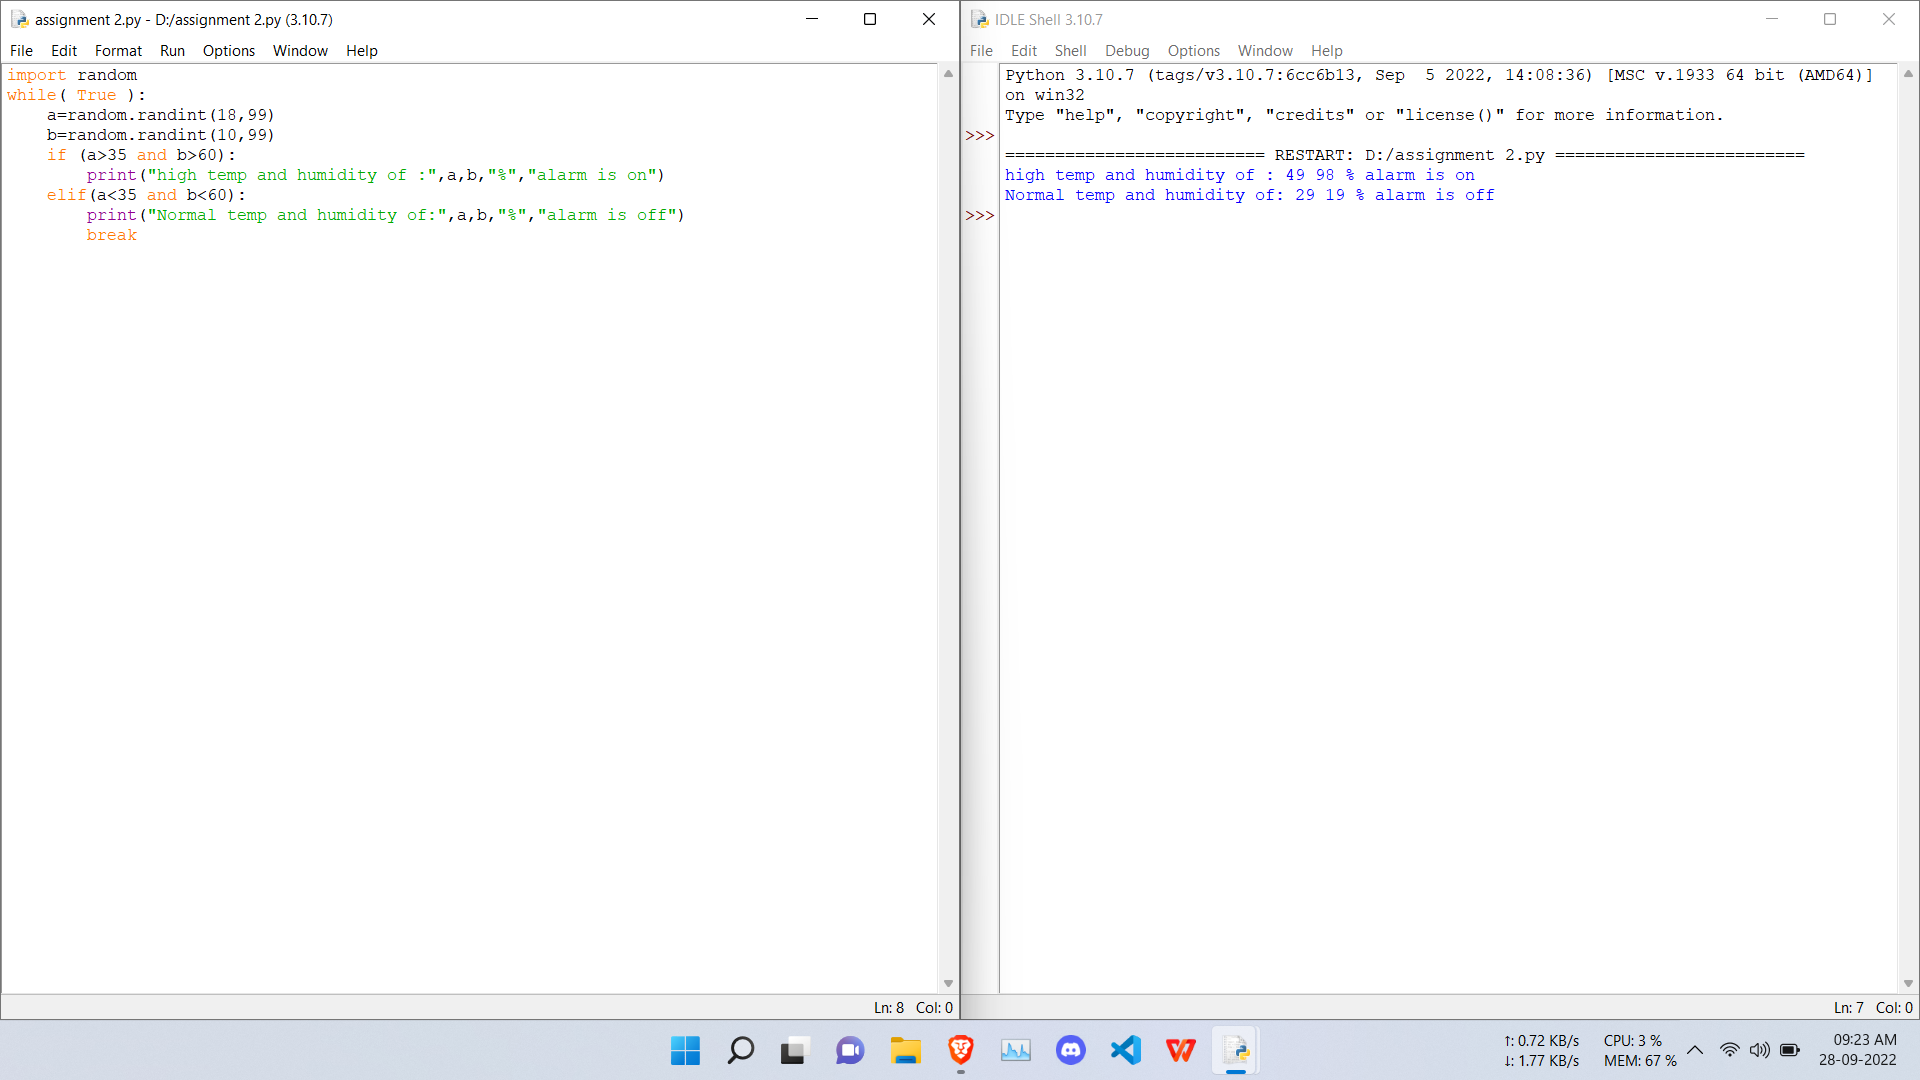 assignment 2.py - D:/assignment 2.py (3.10.7)
File Edit Format Run Options Window Help
import random
while( True ):
    a=random.randint(18,99)
    b=random.randint(10,99)
    if (a>35 and b>60):
        print("high temp and humidity of :",a,b,"%","alarm is on")
    elif(a<35 and b<60):
        print("Normal temp and humidity of:",a,b,"%","alarm is off")
        break
Ln: 8 Col: 0
IDLE Shell 3.10.7
File Edit Shell Debug Options Window Help
Python 3.10.7 (tags/v3.10.7:6cc6b13, Sep  5 2022, 14:08:36) [MSC v.1933 64 bit (AMD64)]
on win32
Type "help", "copyright", "credits" or "license()" for more information.
>>>
========================== RESTART: D:/assignment 2.py =========================
high temp and humidity of : 49 98 % alarm is on
Normal temp and humidity of: 29 19 % alarm is off
>>>
Ln: 7 Col: 0
↑: 0.72 KB/s CPU: 3 % 09:23 AM
↓: 1.77 KB/s MEM: 67 % 28-09-2022